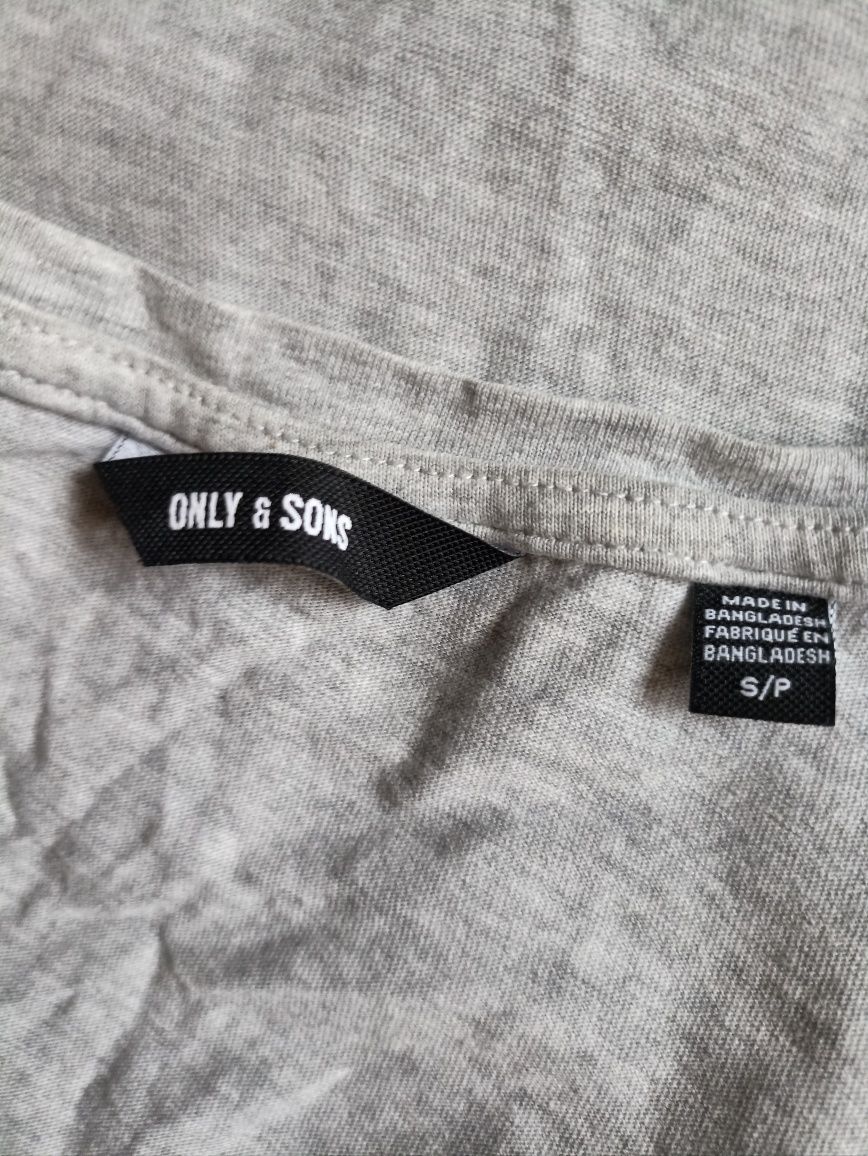 ONLY & SONS
MADE IN
BANGLADESH
FABRIQUÉ EN
BANGLADESH
S/P